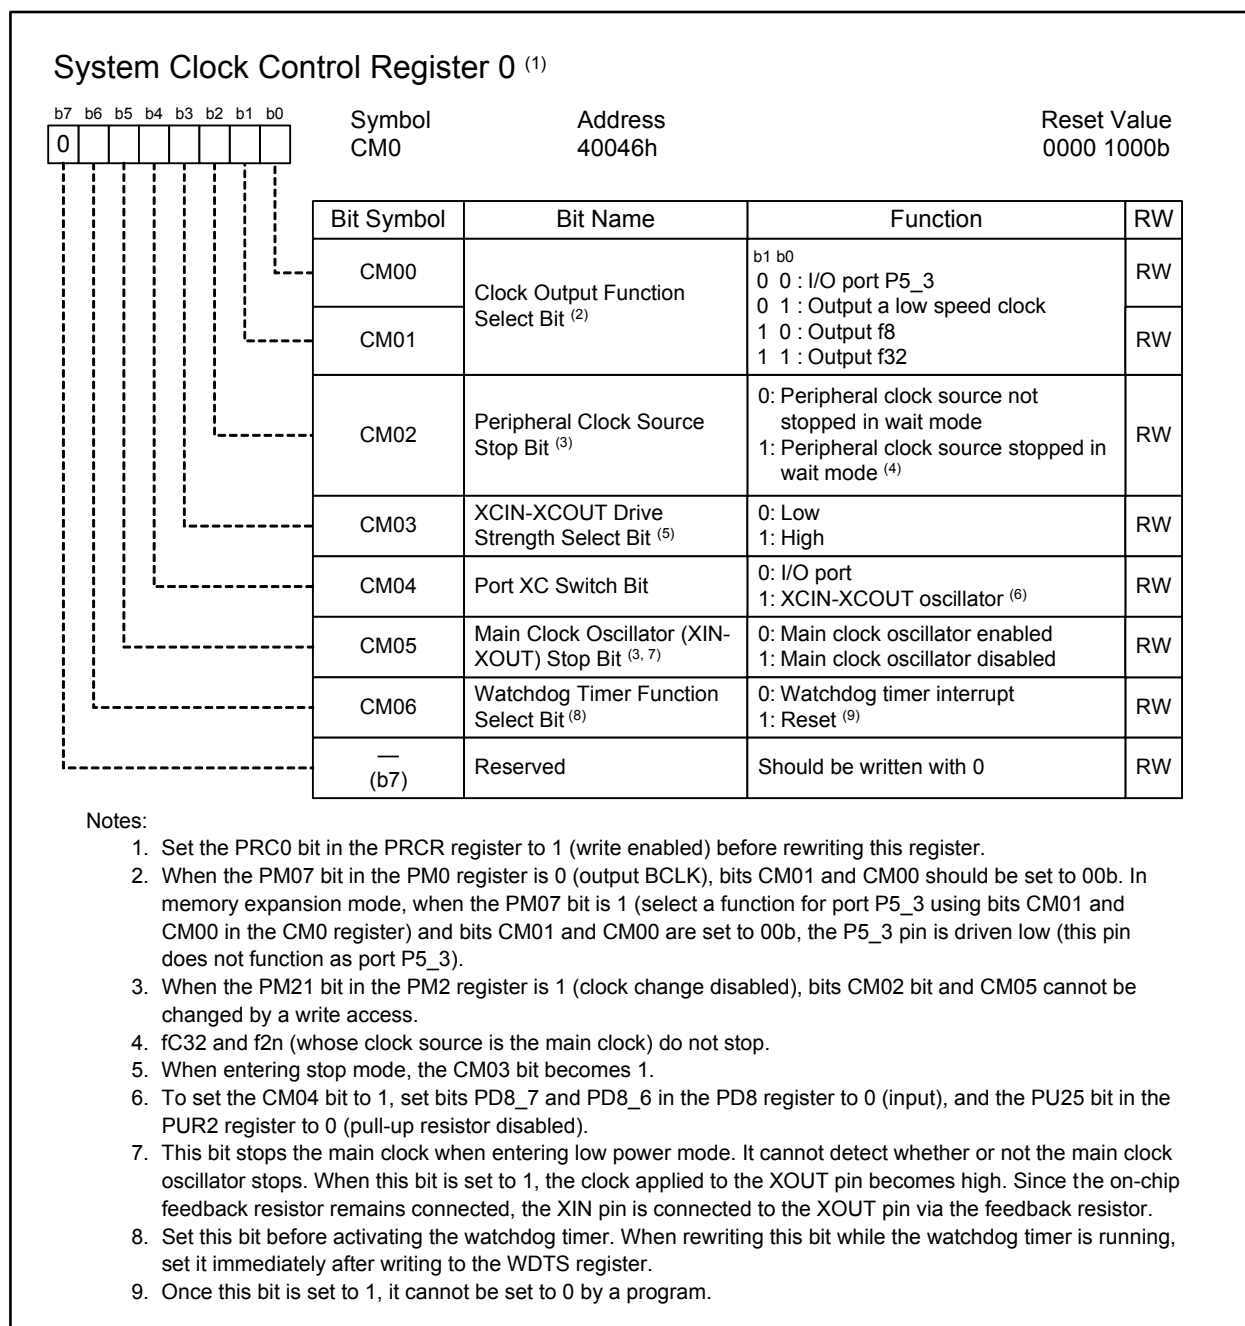 System Clock Control Register 0 (1)
b7 b6 b5 b4 b3 b2 b1 b0
0
Symbol Address Reset Value
CM0 40046h 0000 1000b
Bit Symbol Bit Name Function RW
CM00
CM01
Clock Output Function
Select Bit (2)
b1 b0
0 0 : I/O port P5_3
0 1 : Output a low speed clock
1 0 : Output f8
1 1 : Output f32
RW
RW
CM02
Peripheral Clock Source
Stop Bit (3)
0: Peripheral clock source not
stopped in wait mode
1: Peripheral clock source stopped in
wait mode (4)
RW
CM03
XCIN-XCOUT Drive
Strength Select Bit (5)
0: Low
1: High
RW
CM04
Port XC Switch Bit
0: I/O port
1: XCIN-XCOUT oscillator (6)
RW
CM05
Main Clock Oscillator (XIN-
XOUT) Stop Bit (3, 7)
0: Main clock oscillator enabled
1: Main clock oscillator disabled
RW
CM06
Watchdog Timer Function
Select Bit (8)
0: Watchdog timer interrupt
1: Reset (9)
RW
—
(b7)
Reserved
Should be written with 0
RW
Notes:
1. Set the PRC0 bit in the PRCR register to 1 (write enabled) before rewriting this register.
2. When the PM07 bit in the PM0 register is 0 (output BCLK), bits CM01 and CM00 should be set to 00b. In
memory expansion mode, when the PM07 bit is 1 (select a function for port P5_3 using bits CM01 and
CM00 in the CM0 register) and bits CM01 and CM00 are set to 00b, the P5_3 pin is driven low (this pin
does not function as port P5_3).
3. When the PM21 bit in the PM2 register is 1 (clock change disabled), bits CM02 bit and CM05 cannot be
changed by a write access.
4. fC32 and f2n (whose clock source is the main clock) do not stop.
5. When entering stop mode, the CM03 bit becomes 1.
6. To set the CM04 bit to 1, set bits PD8_7 and PD8_6 in the PD8 register to 0 (input), and the PU25 bit in the
PUR2 register to 0 (pull-up resistor disabled).
7. This bit stops the main clock when entering low power mode. It cannot detect whether or not the main clock
oscillator stops. When this bit is set to 1, the clock applied to the XOUT pin becomes high. Since the on-chip
feedback resistor remains connected, the XIN pin is connected to the XOUT pin via the feedback resistor.
8. Set this bit before activating the watchdog timer. When rewriting this bit while the watchdog timer is running,
set it immediately after writing to the WDTS register.
9. Once this bit is set to 1, it cannot be set to 0 by a program.